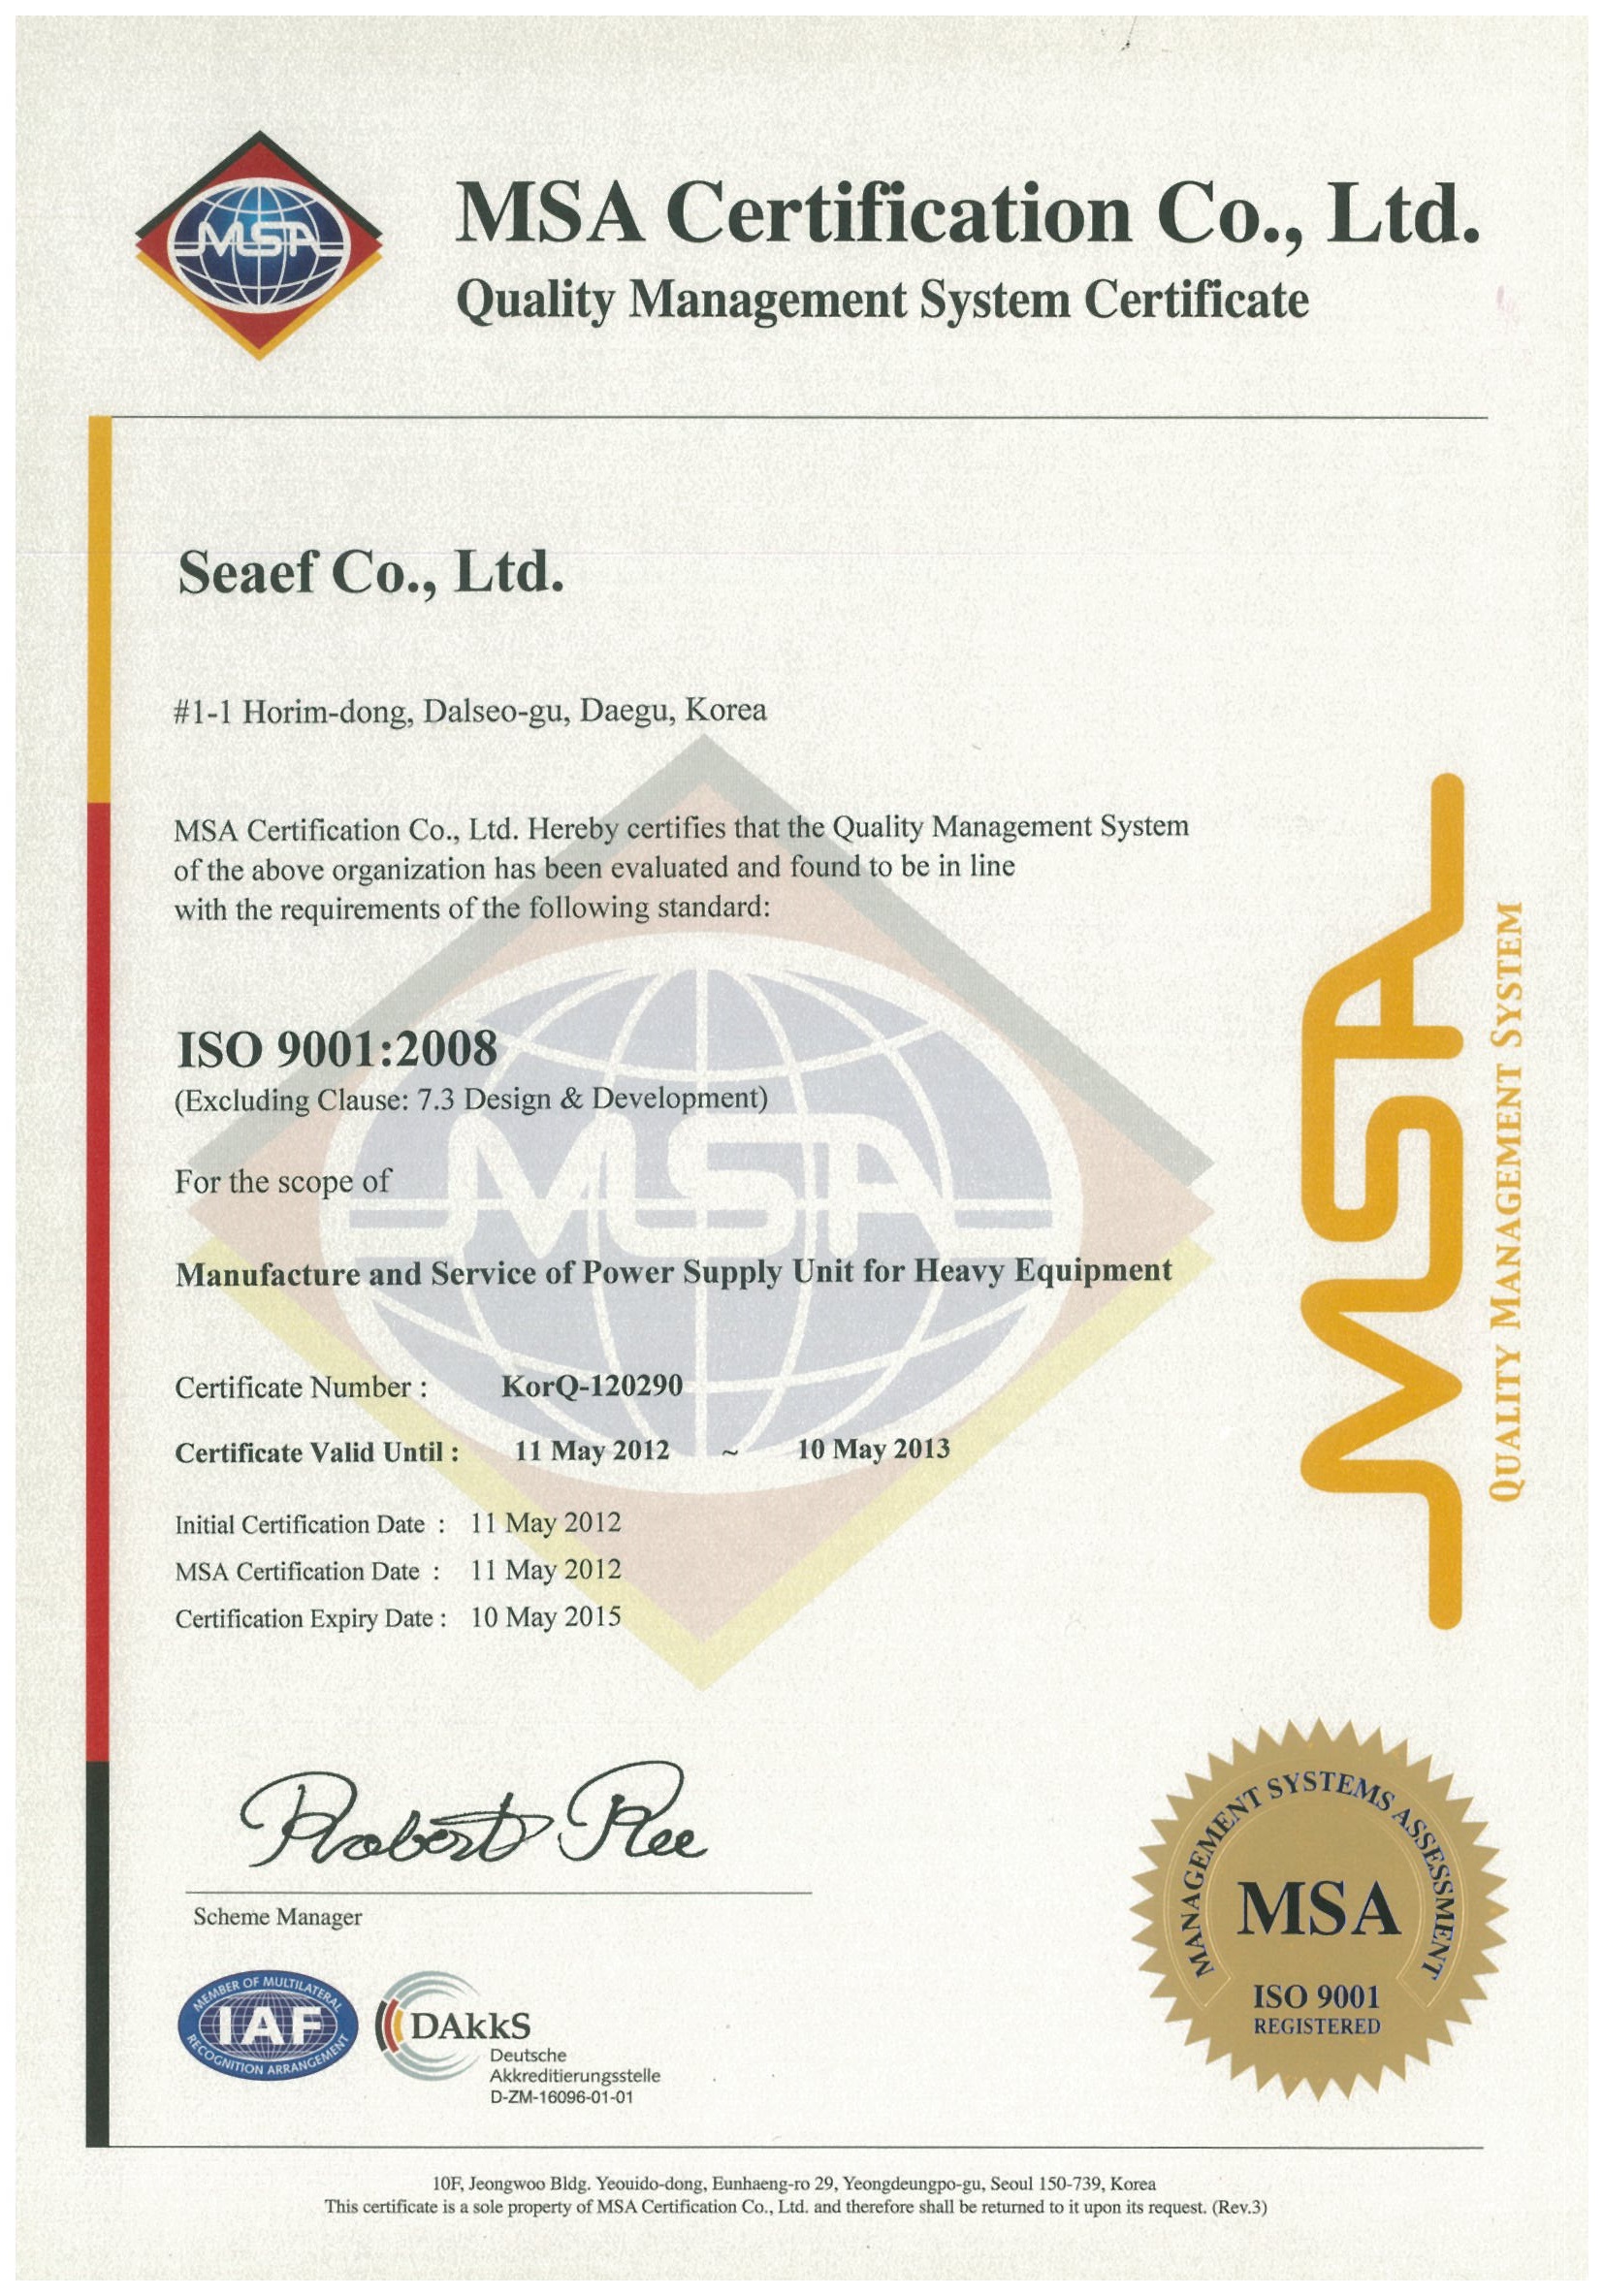 MSA
MSA Certification Co., Ltd.
Quality Management System Certificate
Seaef Co., Ltd.
#1-1 Horim-dong, Dalseo-gu, Daegu, Korea
MSA Certification Co., Ltd. Hereby certifies that the Quality Management System
of the above organization has been evaluated and found to be in line
with the requirements of the following standard:
ISO 9001:2008
(Excluding Clause: 7.3 Design & Development)
For the scope of
MSA
Manufacture and Service of Power Supply Unit for Heavy Equipment
Certificate Number : KorQ-120290
Certificate Valid Until : 11 May 2012 ~ 10 May 2013
Initial Certification Date : 11 May 2012
MSA Certification Date : 11 May 2012
Certification Expiry Date : 10 May 2015
MSA
QUALITY MANAGEMENT SYSTEM
Robert Ree
Scheme Manager
MEMBER OF MULTILATERAL
IAF
RECOGNITION ARRANGEMENT
DAkkS
Deutsche
Akkreditierungsstelle
D-ZM-16096-01-01
MANAGEMENT SYSTEMS ASSESSMENT
MSA
ISO 9001
REGISTERED
10F, Jeongwoo Bldg. Yeouido-dong, Eunhaeng-ro 29, Yeongdeungpo-gu, Seoul 150-739, Korea
This certificate is a sole property of MSA Certification Co., Ltd. and therefore shall be returned to it upon its request. (Rev.3)